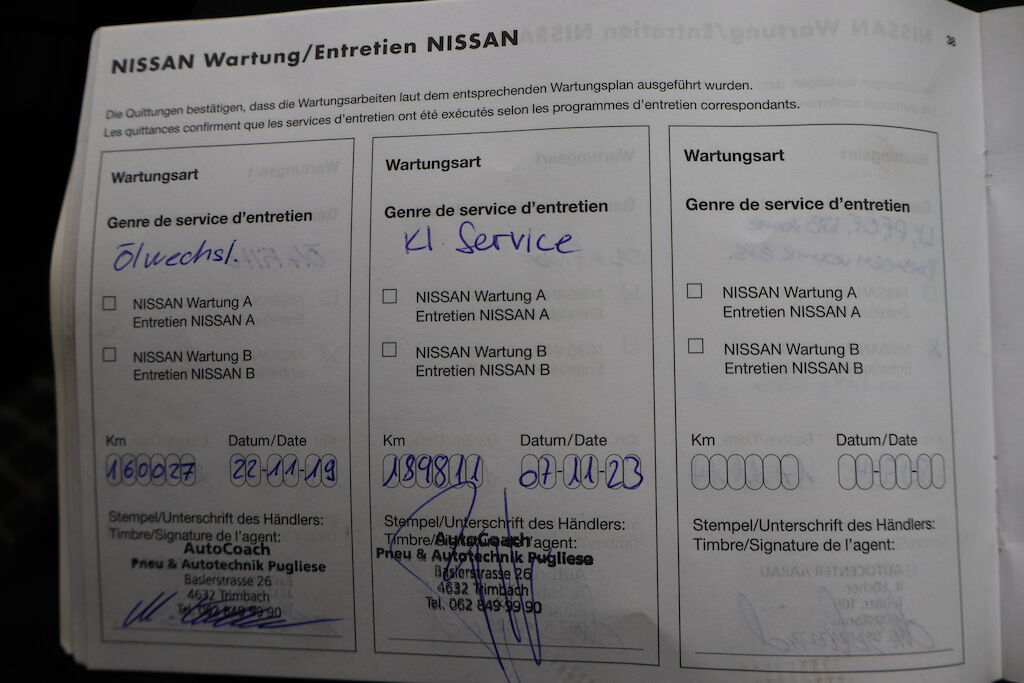 NISSAN Wartung/Entretien NISSAN
Die Quittungen bestätigen, dass die Wartungsarbeiten laut dem entsprechenden Wartungsplan ausgeführt wurden.
Les quittances confirment que les services d'entretien ont été exécutés selon les programmes d'entretien correspondants.
Wartungsart
Genre de service d'entretien
Ölwechsl.
NISSAN Wartung A
Entretien NISSAN A
NISSAN Wartung B
Entretien NISSAN B
Km Datum/Date
160027 22-11-19
Stempel/Unterschrift des Händlers:
Timbre/Signature de l'agent:
AutoCoach
Pneu & Autotechnik Pugliese
Baslerstrasse 26
4632 Trimbach
Tel. 062 849 99 90
Wartungsart
Genre de service d'entretien
Kl. Service
NISSAN Wartung A
Entretien NISSAN A
NISSAN Wartung B
Entretien NISSAN B
Km Datum/Date
189811 07-11-23
Stempel/Unterschrift des Händlers:
Timbre/Signature de l'agent:
AutoCoach
Pneu & Autotechnik Pugliese
Baslerstrasse 26
4632 Trimbach
Tel. 062 849 99 90
Wartungsart
Genre de service d'entretien
NISSAN Wartung A
Entretien NISSAN A
NISSAN Wartung B
Entretien NISSAN B
Km Datum/Date
Stempel/Unterschrift des Händlers:
Timbre/Signature de l'agent: